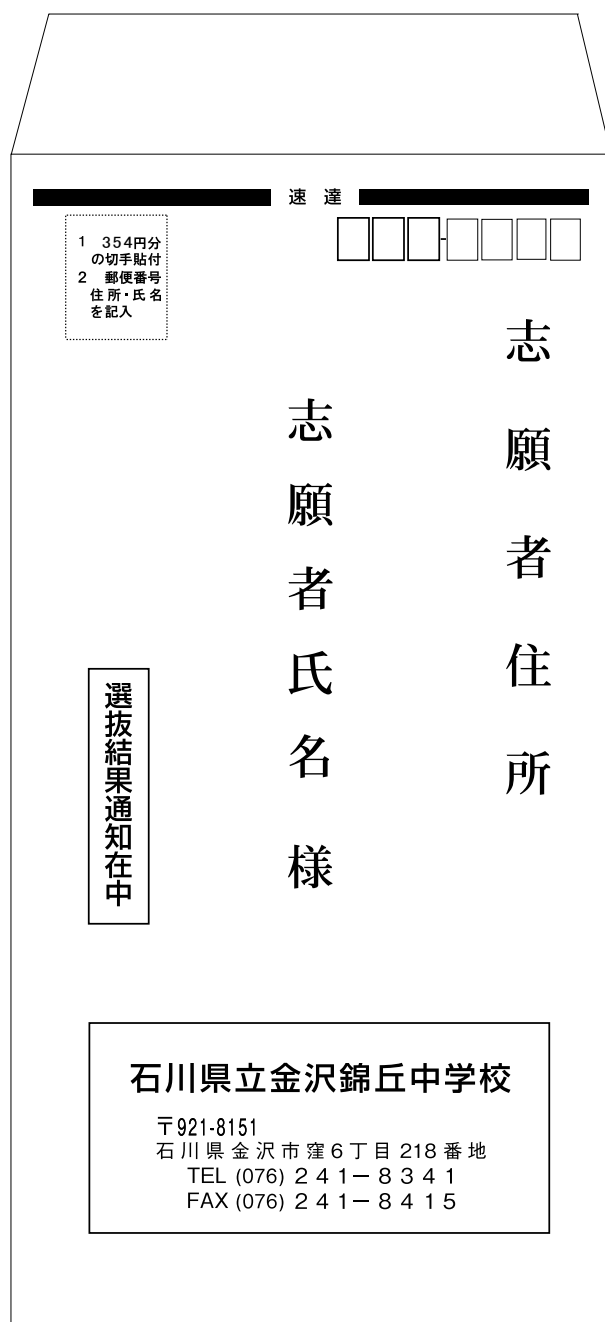 速 達
1 354円分
の切手貼付
2 郵便番号
住所・氏名
を記入
-
志願者住所
志願者氏名 様
選抜結果通知在中
石川県立金沢錦丘中学校
〒921-8151
石川県金沢市窪6丁目218番地
TEL (076) 241－8341
FAX (076) 241－8415